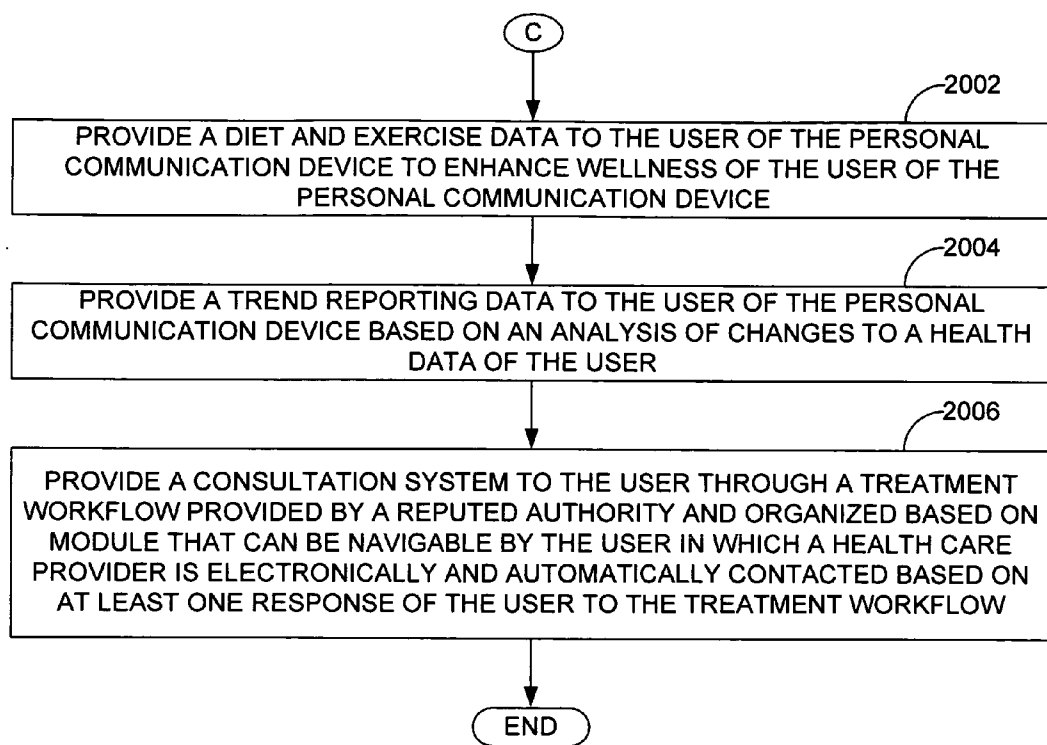 C
2002
PROVIDE A DIET AND EXERCISE DATA TO THE USER OF THE PERSONAL
COMMUNICATION DEVICE TO ENHANCE WELLNESS OF THE USER OF THE
PERSONAL COMMUNICATION DEVICE
2004
PROVIDE A TREND REPORTING DATA TO THE USER OF THE PERSONAL
COMMUNICATION DEVICE BASED ON AN ANALYSIS OF CHANGES TO A HEALTH
DATA OF THE USER
2006
PROVIDE A CONSULTATION SYSTEM TO THE USER THROUGH A TREATMENT
WORKFLOW PROVIDED BY A REPUTED AUTHORITY AND ORGANIZED BASED ON
MODULE THAT CAN BE NAVIGABLE BY THE USER IN WHICH A HEALTH CARE
PROVIDER IS ELECTRONICALLY AND AUTOMATICALLY CONTACTED BASED ON
AT LEAST ONE RESPONSE OF THE USER TO THE TREATMENT WORKFLOW
END